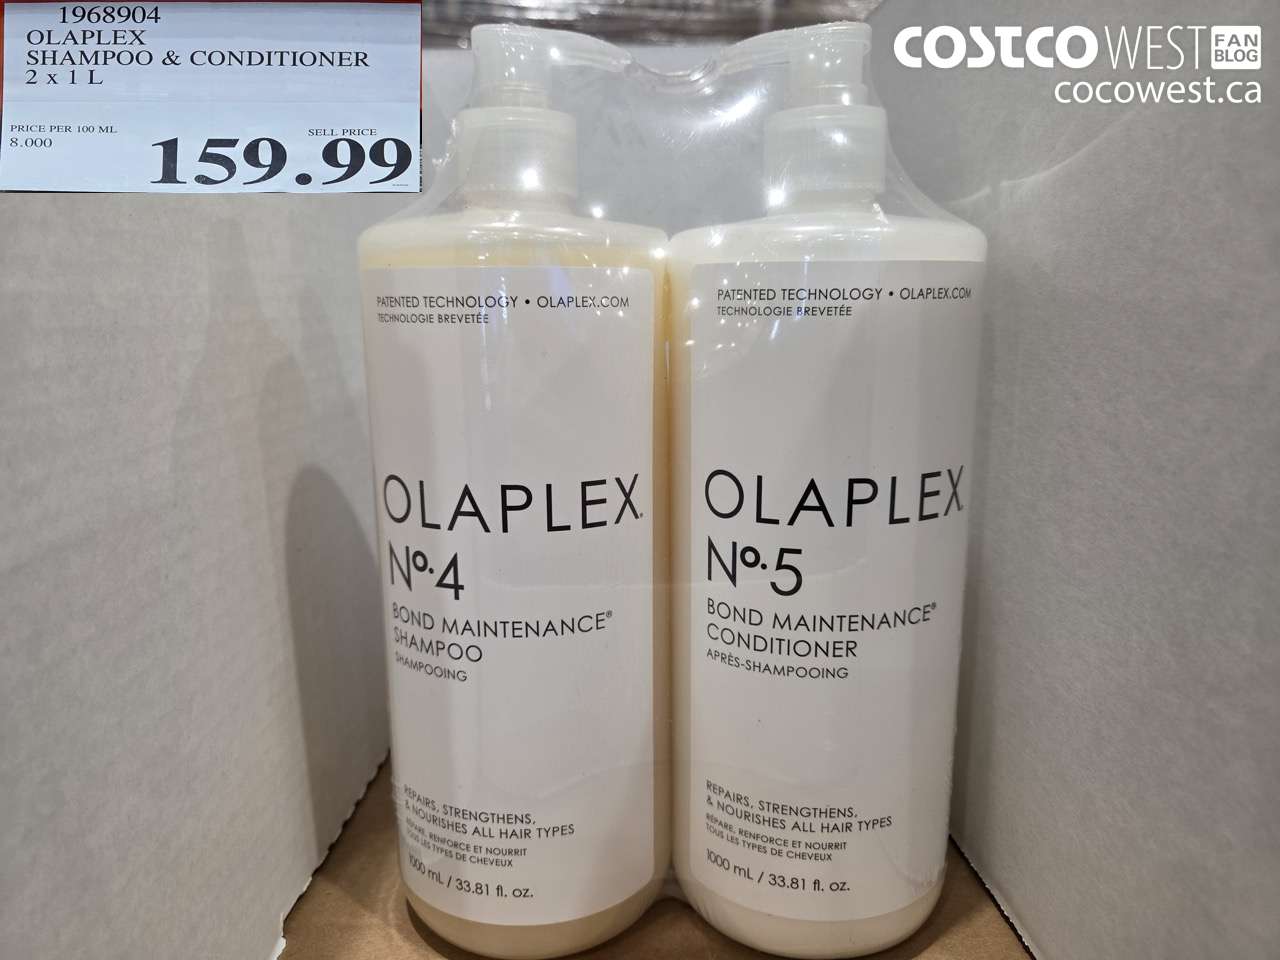 1968904
OLAPLEX
SHAMPOO & CONDITIONER
2 x 1 L
PRICE PER 100 ML
8.000
SELL PRICE
159.99
COSTCO WEST FAN BLOG
cocowest.ca
PATENTED TECHNOLOGY • OLAPLEX.COM
TECHNOLOGIE BREVETÉE
OLAPLEX®
Nº.4
BOND MAINTENANCE®
SHAMPOO
SHAMPOOING
REPAIRS, STRENGTHENS,
& NOURISHES ALL HAIR TYPES
RÉPARE, RENFORCE ET NOURRIT
TOUS LES TYPES DE CHEVEUX
1000 mL / 33.81 fl. oz.
PATENTED TECHNOLOGY • OLAPLEX.COM
TECHNOLOGIE BREVETÉE
OLAPLEX®
Nº.5
BOND MAINTENANCE®
CONDITIONER
APRÈS-SHAMPOOING
REPAIRS, STRENGTHENS,
& NOURISHES ALL HAIR TYPES
RÉPARE, RENFORCE ET NOURRIT
TOUS LES TYPES DE CHEVEUX
1000 mL / 33.81 fl. oz.